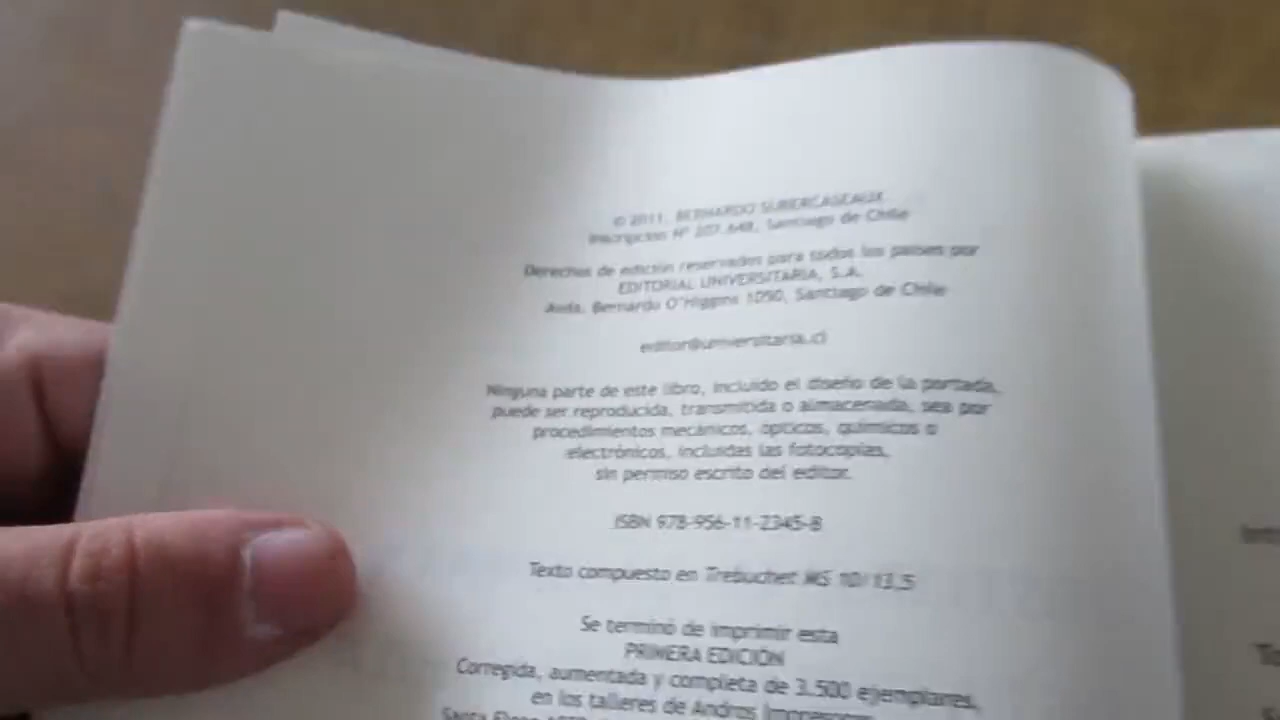 © 2011, BERNARDO SUBERCASEAUX
Inscripción Nº 207.648, Santiago de Chile
Derechos de edición reservados para todos los países por
EDITORIAL UNIVERSITARIA, S.A.
Avda. Bernardo O'Higgins 1050, Santiago de Chile
editor@universitaria.cl
Ninguna parte de este libro, incluido el diseño de la portada,
puede ser reproducida, transmitida o almacenada, sea por
procedimientos mecánicos, ópticos, químicos o
electrónicos, incluidas las fotocopias,
sin permiso escrito del editor.
ISBN 978-956-11-2345-8
Texto compuesto en Trebuchet MS 10/13,5
Se terminó de imprimir esta
PRIMERA EDICIÓN
Corregida, aumentada y completa de 3.500 ejemplares,
en los talleres de Andros Impresores,
Santa Elena